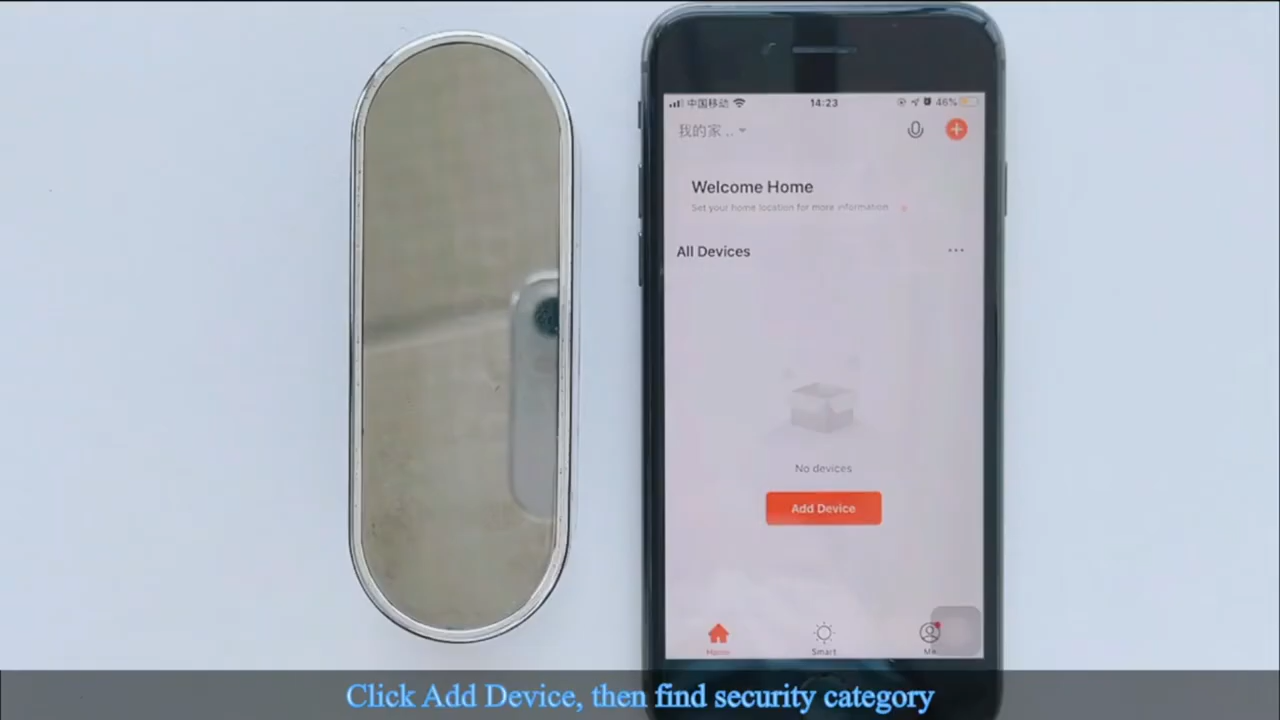 中国移动
14:23
46%
我的家 ..
Welcome Home
Set your home location for more information
All Devices
...
No devices
Add Device
Home
Smart
Me
Click Add Device, then find security category